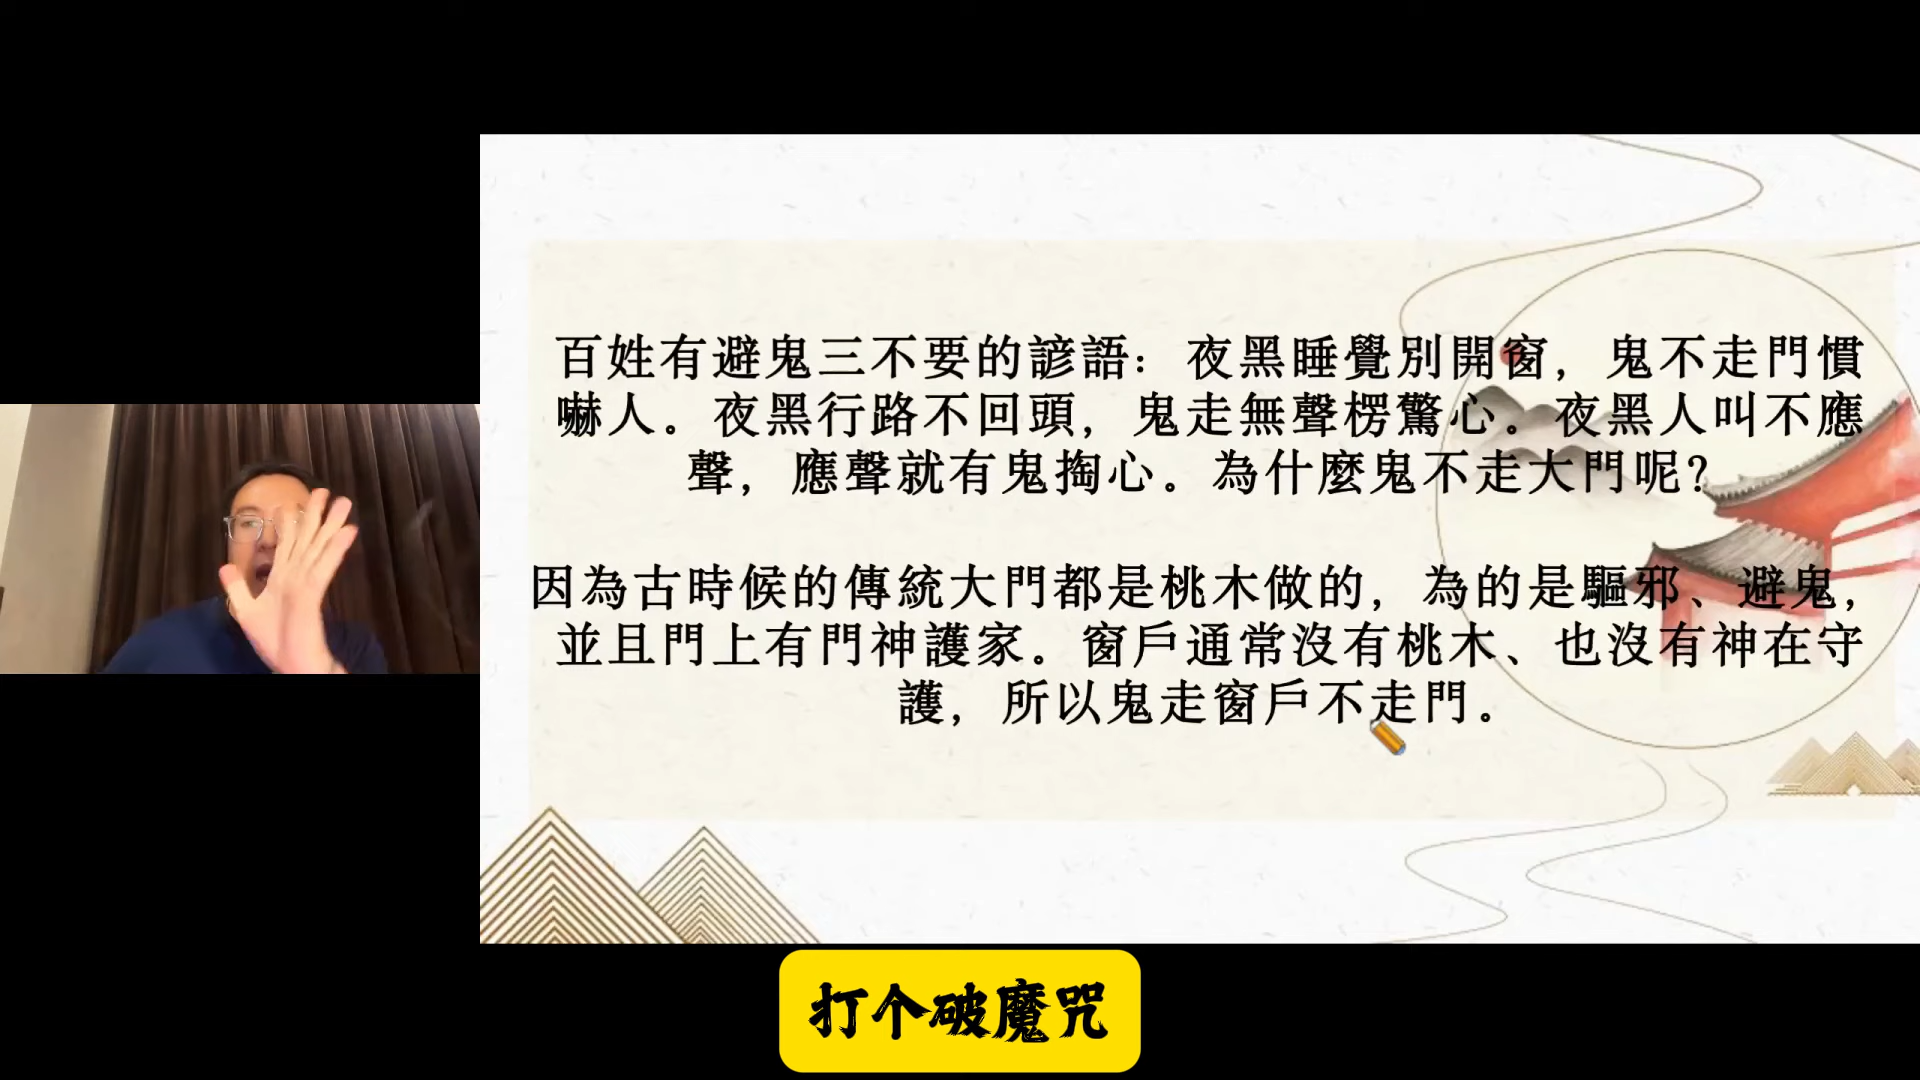 百姓有避鬼三不要的諺語：夜黑睡覺別開窗，鬼不走門慣
嚇人。夜黑行路不回頭，鬼走無聲楞驚心。夜黑人叫不應
聲，應聲就有鬼掏心。為什麼鬼不走大門呢？
因為古時候的傳統大門都是桃木做的，為的是驅邪、避鬼，
並且門上有門神護家。窗戶通常沒有桃木、也沒有神在守
護，所以鬼走窗戶不走門。
打个破魔咒